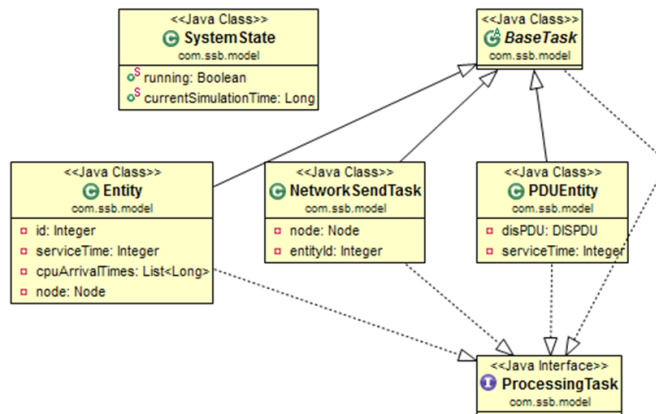 <<Java Class>>
SystemState
com.ssb.model
running: Boolean
currentSimulationTime: Long
<<Java Class>>
BaseTask
com.ssb.model
<<Java Class>>
Entity
com.ssb.model
id: Integer
serviceTime: Integer
cpuArrivalTimes: List<Long>
node: Node
<<Java Class>>
NetworkSendTask
com.ssb.model
node: Node
entityId: Integer
<<Java Class>>
PDUEntity
com.ssb.model
disPDU: DISPDU
serviceTime: Integer
<<Java Interface>>
ProcessingTask
com.ssb.model